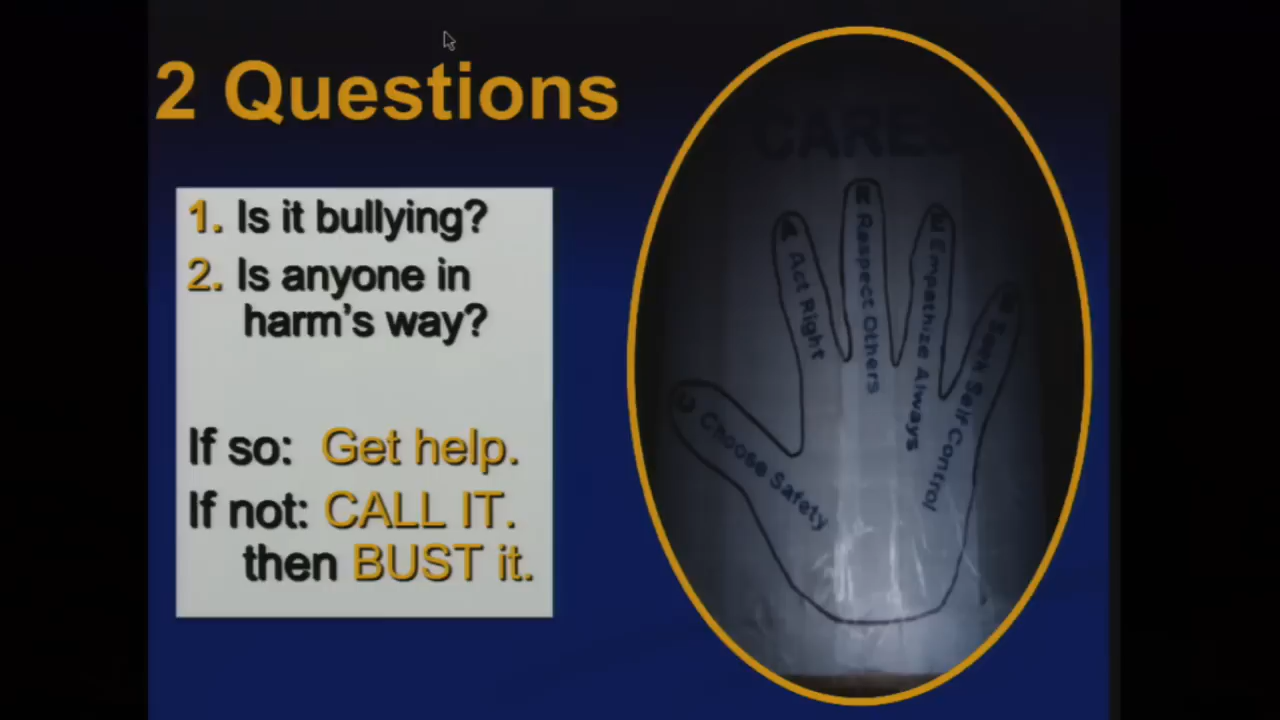 2 Questions
1. Is it bullying?
2. Is anyone in
harm's way?
If so: Get help.
If not: CALL IT.
then BUST it.
CARES
C Choose Safety
A Act Right
R Respect Others
E Empathize Always
S Seek Self Control